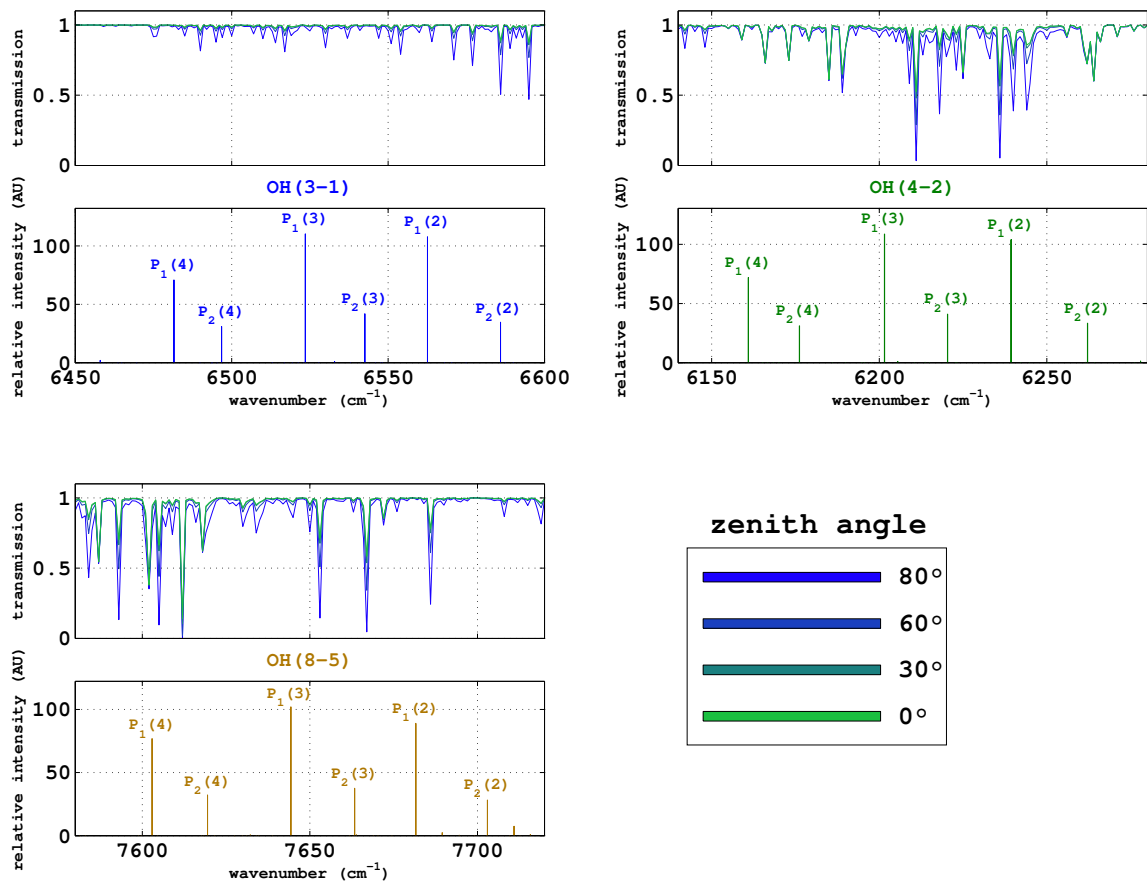 transmission
1
0.5
0
OH(3−1)
relative intensity (AU)
100
50
0
P1(4)
P2(4)
P1(3)
P2(3)
P1(2)
P2(2)
6450 6500 6550 6600
wavenumber (cm−1)
transmission
1
0.5
0
OH(4−2)
relative intensity (AU)
100
50
0
P1(4)
P2(4)
P1(3)
P2(3)
P1(2)
P2(2)
6150 6200 6250
wavenumber (cm−1)
transmission
1
0.5
0
OH(8−5)
relative intensity (AU)
100
50
0
P1(4)
P2(4)
P1(3)
P2(3)
P1(2)
P2(2)
7600 7650 7700
wavenumber (cm−1)
zenith angle
80°
60°
30°
0°